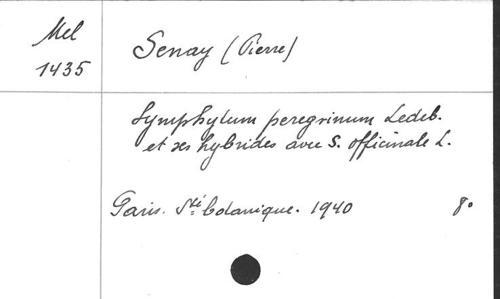 Mel
1435
Senay (Pierre)
Symphytum peregrinum Ledeb.
et ses hybrides avec S. officinale L.
Paris. Sté botanique. 1940 8°